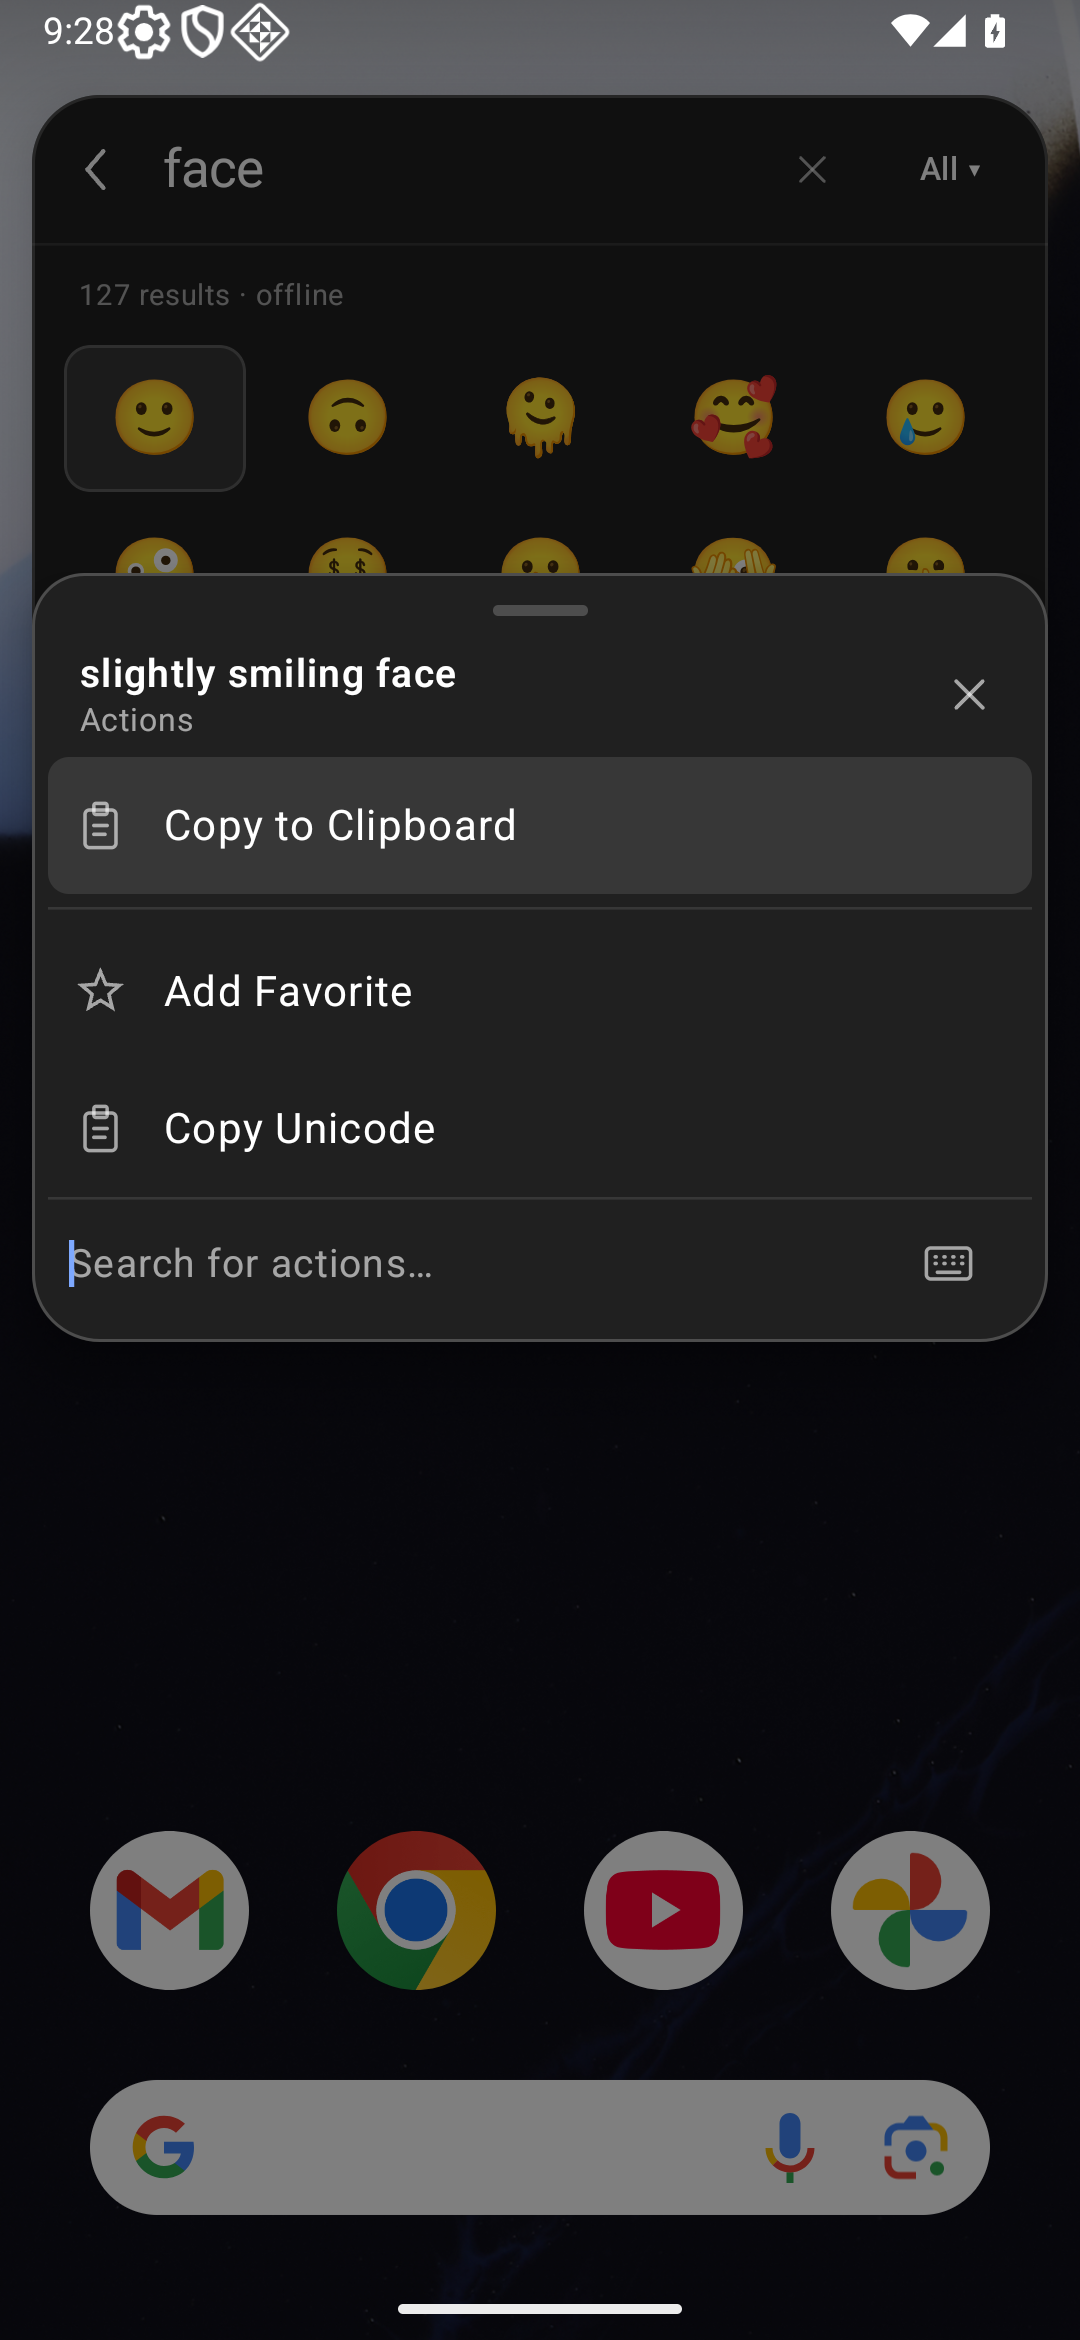 9:28
face
All ▾
127 results · offline
slightly smiling face
Actions
Copy to Clipboard
Add Favorite
Copy Unicode
Search for actions…